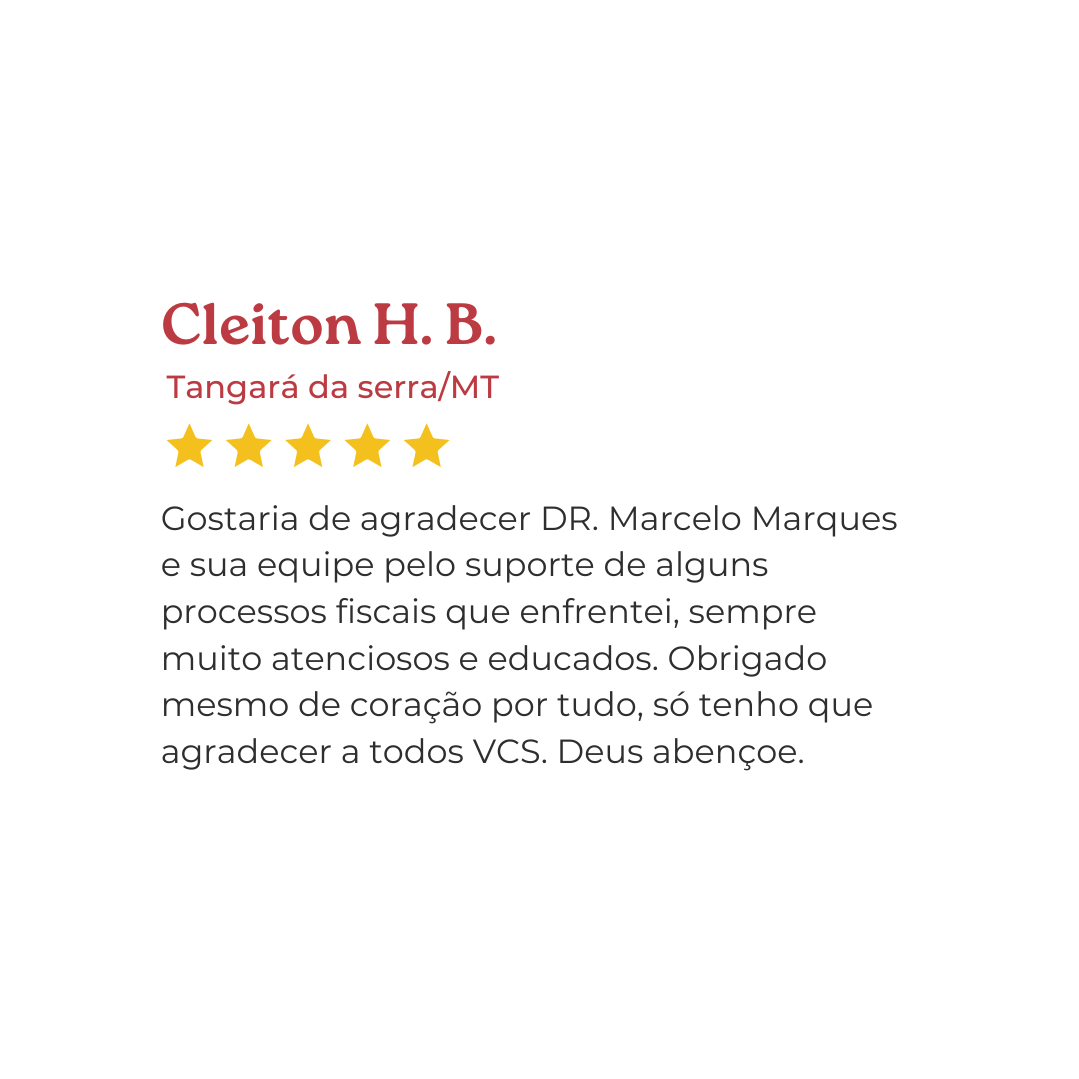 Cleiton H. B.
Tangará da serra/MT
Gostaria de agradecer DR. Marcelo Marques
e sua equipe pelo suporte de alguns
processos fiscais que enfrentei, sempre
muito atenciosos e educados. Obrigado
mesmo de coração por tudo, só tenho que
agradecer a todos VCS. Deus abençoe.